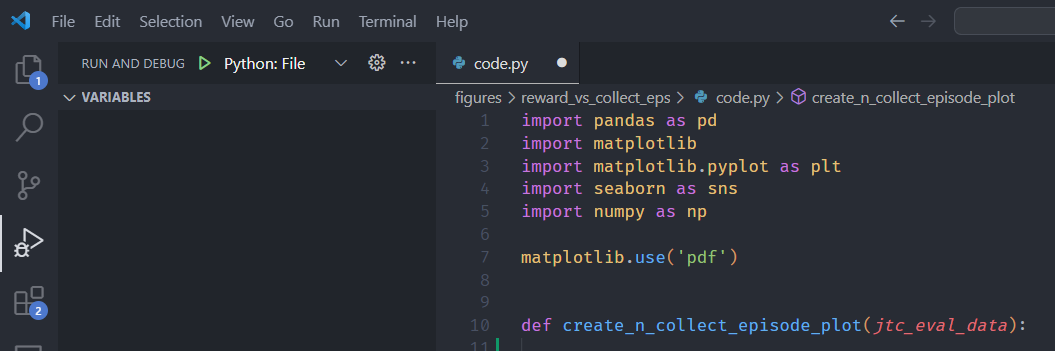 File Edit Selection View Go Run Terminal Help
RUN AND DEBUG Python: File
code.py
VARIABLES
figures > reward_vs_collect_eps > code.py > create_n_collect_episode_plot
1 import pandas as pd
2 import matplotlib
3 import matplotlib.pyplot as plt
4 import seaborn as sns
5 import numpy as np
6
7 matplotlib.use('pdf')
8
9
10 def create_n_collect_episode_plot(jtc_eval_data):
11
1
2